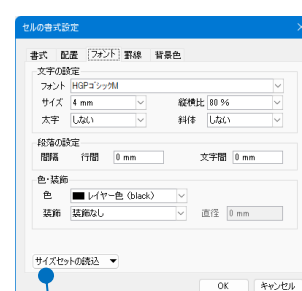 セルの書式設定
書式 配置 フォント 罫線 背景色
文字の設定
フォント HGPゴシックM
サイズ 4 mm 縦横比 80 %
太字 しない 斜体 しない
段落の設定
間隔 行間 0 mm 文字間 0 mm
色・装飾
色 レイヤー色 (black)
装飾 装飾なし 直径 0 mm
サイズセットの読込 ▼
OK キャンセル